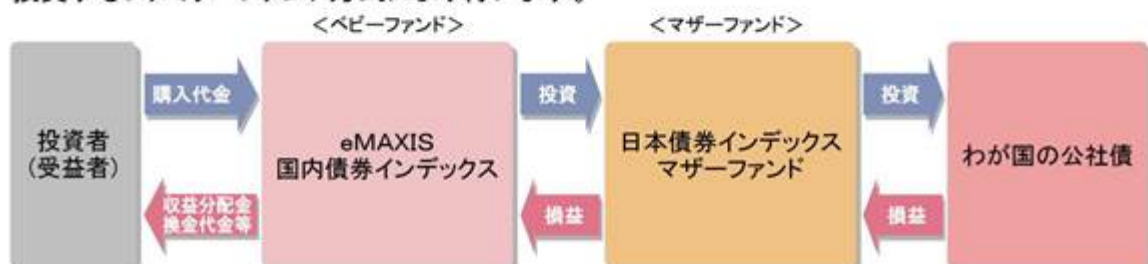 ＜ベビーファンド＞
＜マザーファンド＞
投資者
(受益者)
購入代金
収益分配金
換金代金等
eMAXIS
国内債券インデックス
投資
損益
日本債券インデックス
マザーファンド
投資
損益
わが国の公社債